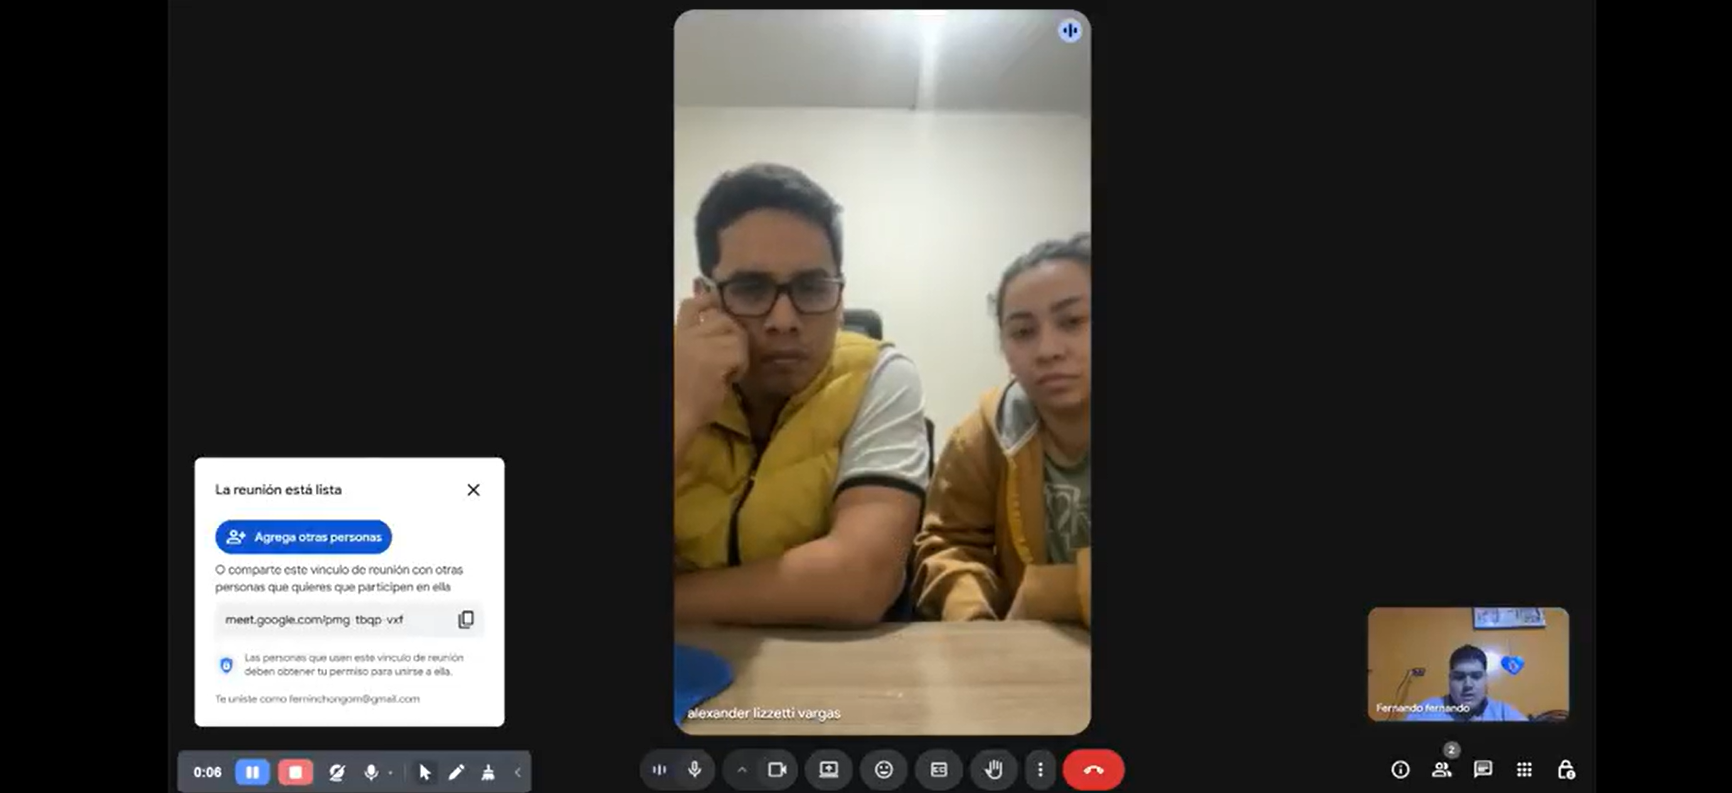 La reunión está lista
Agrega otras personas
O comparte este vínculo de reunión con otras
personas que quieres que participen en ella
meet.google.com/pmg-tbqp-vxf
Las personas que usen este vínculo de reunión
deben obtener tu permiso para unirse a ella.
Te uniste como ferninchongom@gmail.com
alexander lizzetti vargas
Fernando fernando
0:06
2